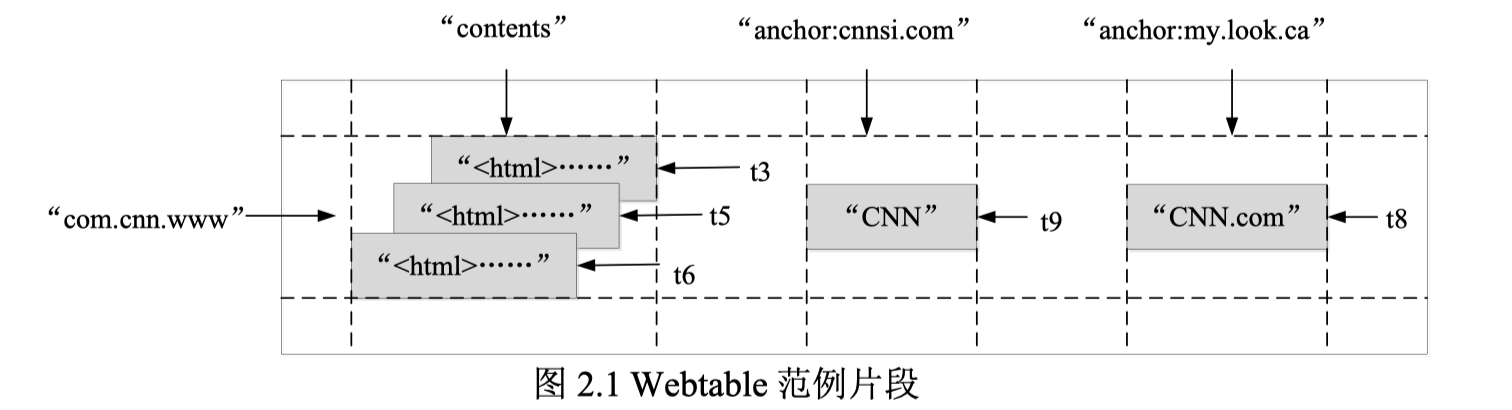 “contents” “anchor:cnnsi.com” “anchor:my.look.ca”
“<html>……” t3
“com.cnn.www” “<html>……” t5 “CNN” t9 “CNN.com” t8
“<html>……” t6
图 2.1 Webtable 范例片段